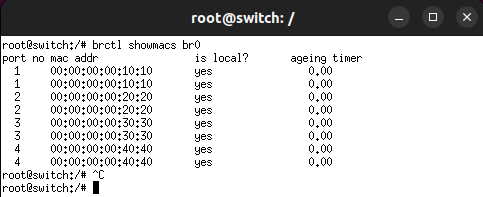 root@switch: /
root@switch:/# brctl showmacs br0
port no mac addr                is local?       ageing timer
  1     00:00:00:00:10:10       yes                0.00
  1     00:00:00:00:10:10       yes                0.00
  2     00:00:00:00:20:20       yes                0.00
  2     00:00:00:00:20:20       yes                0.00
  3     00:00:00:00:30:30       yes                0.00
  3     00:00:00:00:30:30       yes                0.00
  4     00:00:00:00:40:40       yes                0.00
  4     00:00:00:00:40:40       yes                0.00
root@switch:/# ^C
root@switch:/#